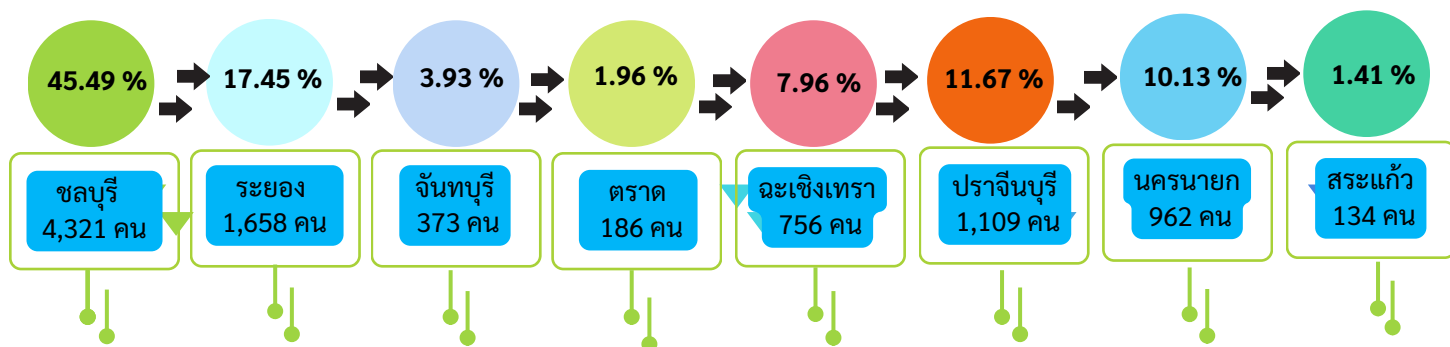 45.49 %
17.45 %
3.93 %
1.96 %
7.96 %
11.67 %
10.13 %
1.41 %
ชลบุรี
4,321 คน
ระยอง
1,658 คน
จันทบุรี
373 คน
ตราด
186 คน
ฉะเชิงเทรา
756 คน
ปราจีนบุรี
1,109 คน
นครนายก
962 คน
สระแก้ว
134 คน